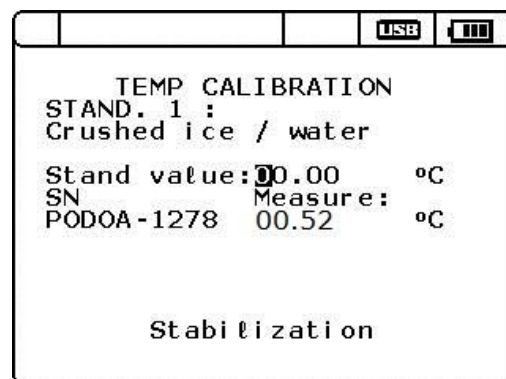 USB
TEMP CALIBRATION
STAND. 1 :
Crushed ice / water
Stand value:00.00 ºC
SN Measure:
PODOA-1278 00.52 ºC
Stabilization